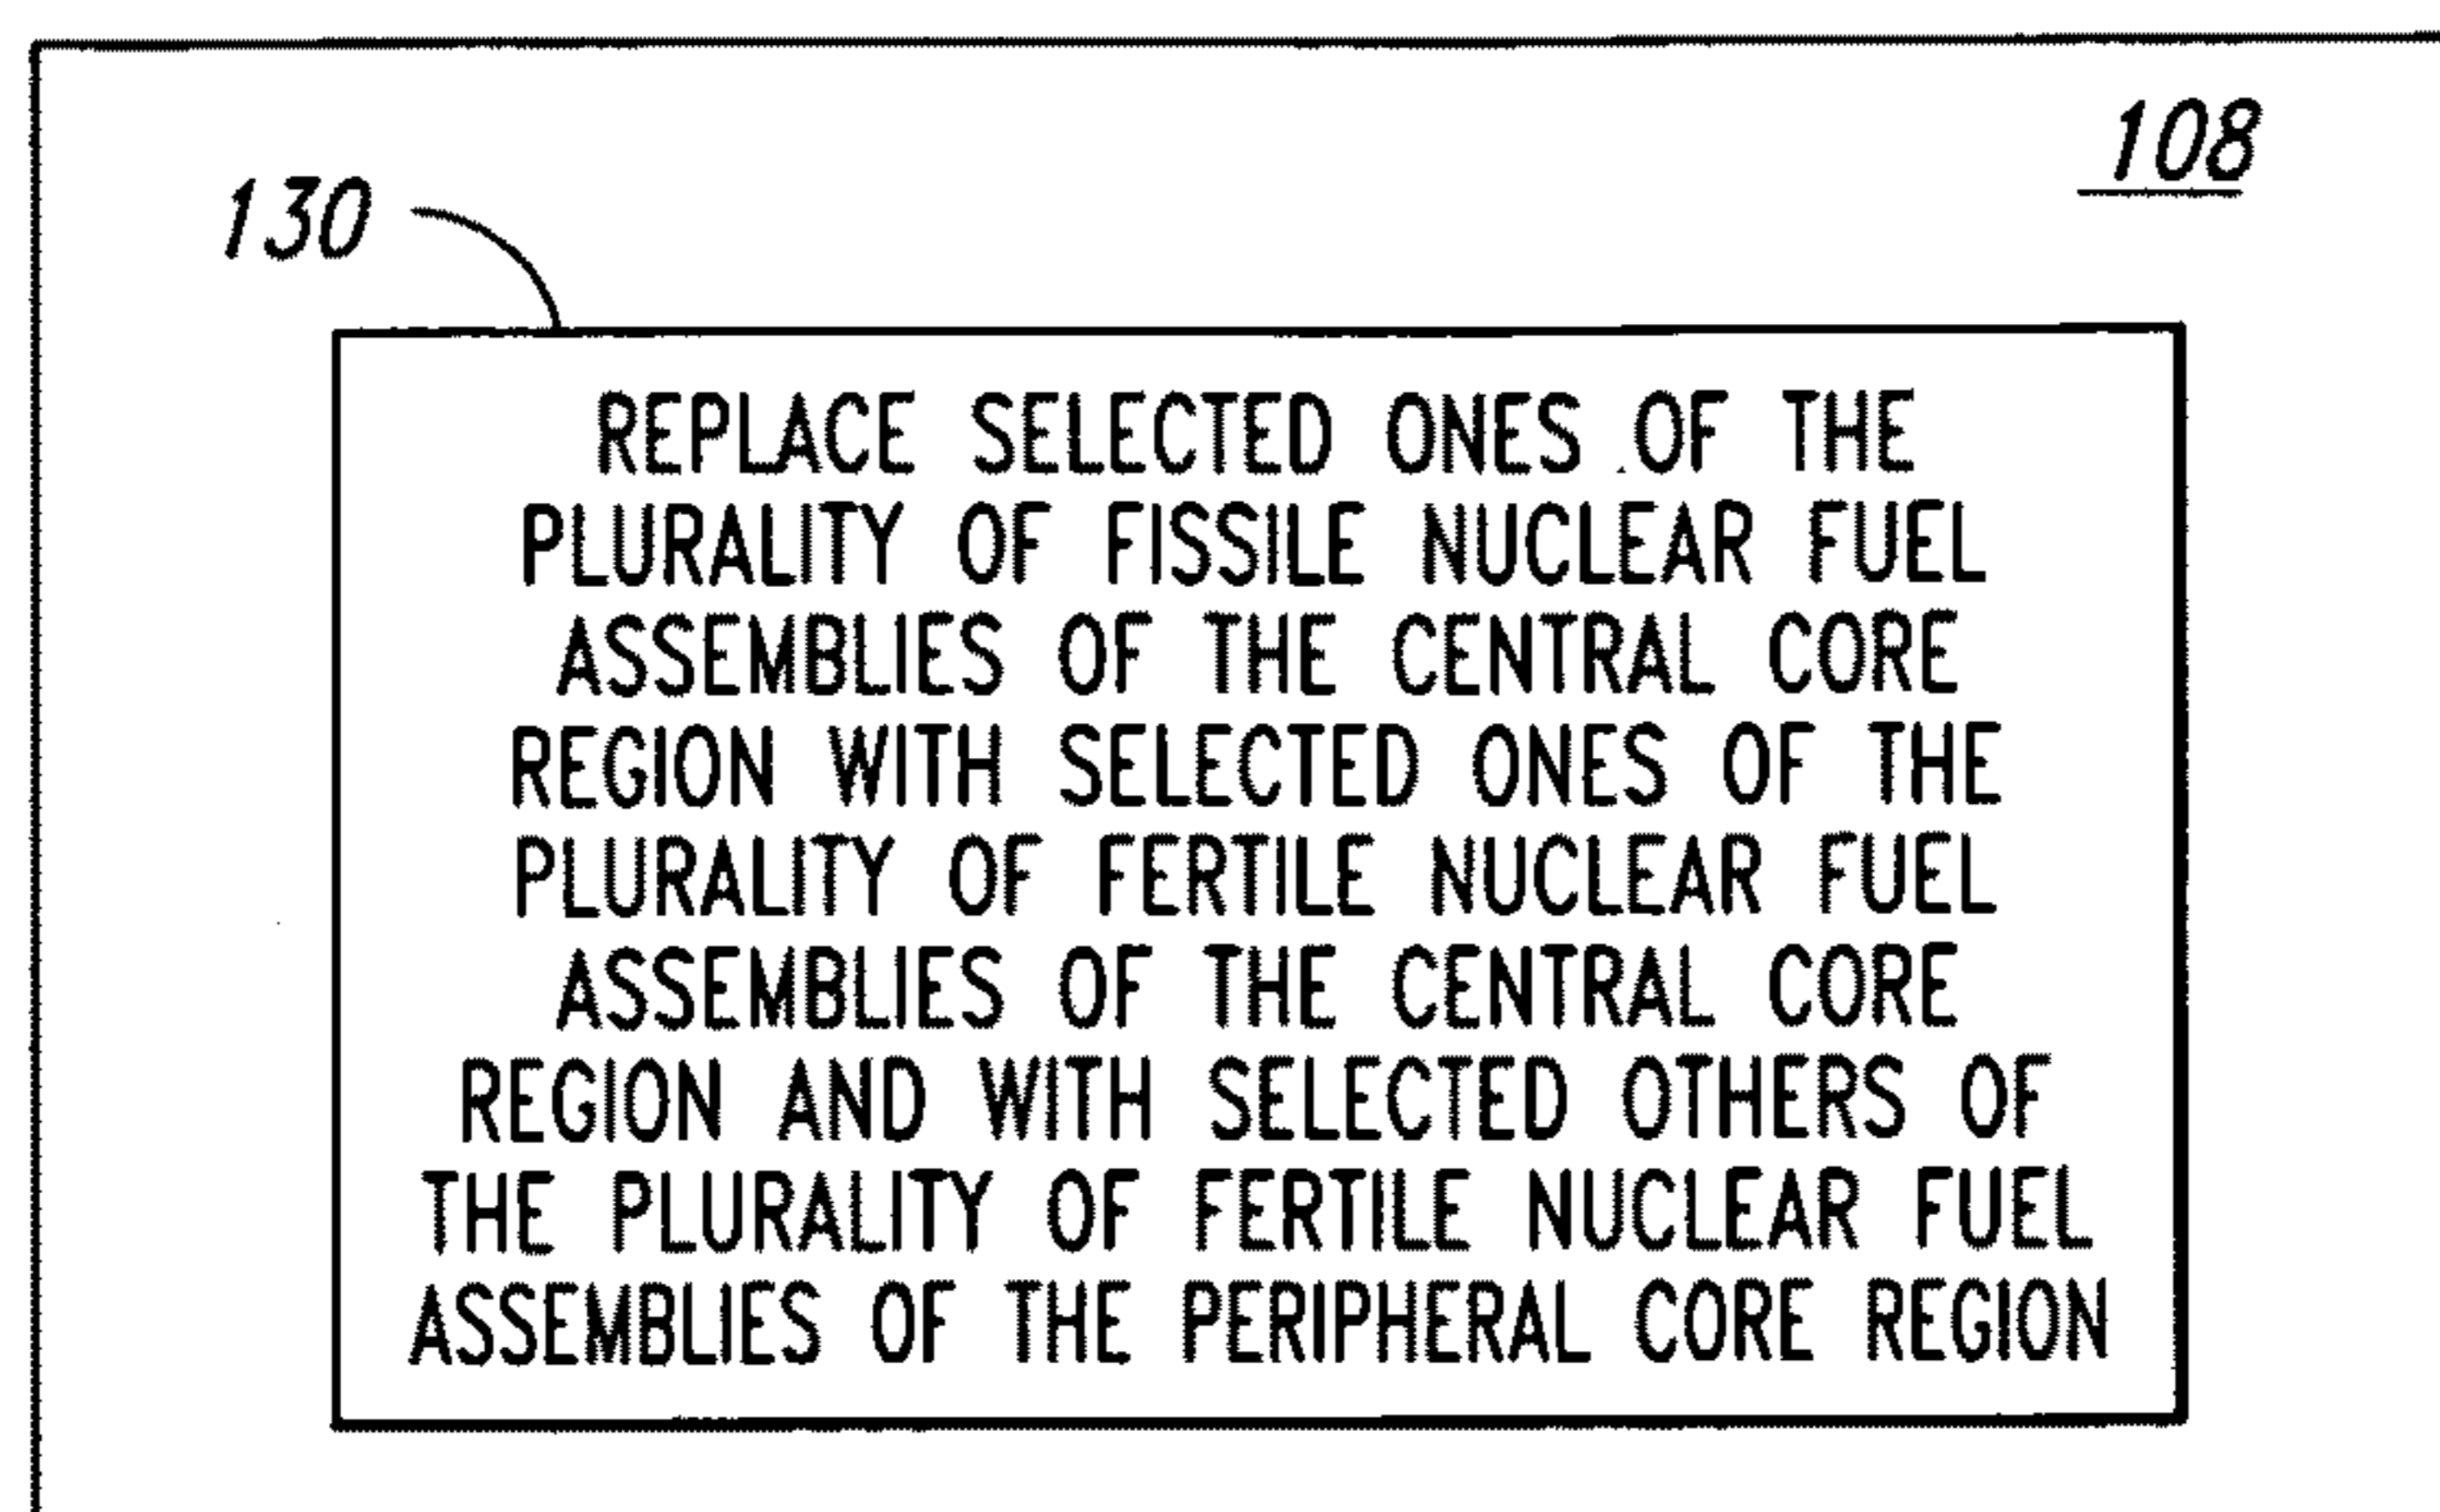 108
130
REPLACE SELECTED ONES OF THE
PLURALITY OF FISSILE NUCLEAR FUEL
ASSEMBLIES OF THE CENTRAL CORE
REGION WITH SELECTED ONES OF THE
PLURALITY OF FERTILE NUCLEAR FUEL
ASSEMBLIES OF THE CENTRAL CORE
REGION AND WITH SELECTED OTHERS OF
THE PLURALITY OF FERTILE NUCLEAR FUEL
ASSEMBLIES OF THE PERIPHERAL CORE REGION